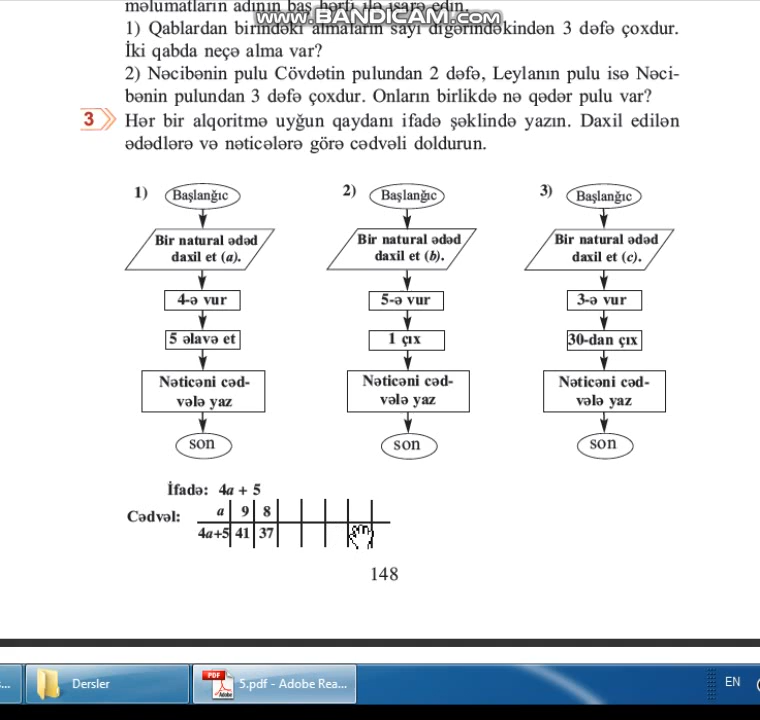 məlumatların adının baş hərfi ilə işarə edin.
www.BANDICAM.com
1) Qablardan birindəki almaların sayı digərindəkindən 3 dəfə çoxdur.
İki qabda neçə alma var?
2) Nəcibənin pulu Cövdətin pulundan 2 dəfə, Leylanın pulu isə Nəci-
bənin pulundan 3 dəfə çoxdur. Onların birlikdə nə qədər pulu var?
3 Hər bir alqoritmə uyğun qaydanı ifadə şəklində yazın. Daxil edilən
ədədlərə və nəticələrə görə cədvəli doldurun.
1) Başlanğıc
Bir natural ədəd
daxil et (a).
4-ə vur
5 əlavə et
Nəticəni cəd-
vələ yaz
son
2) Başlanğıc
Bir natural ədəd
daxil et (b).
5-ə vur
1 çıx
Nəticəni cəd-
vələ yaz
son
3) Başlanğıc
Bir natural ədəd
daxil et (c).
3-ə vur
30-dan çıx
Nəticəni cəd-
vələ yaz
son
İfadə: 4a + 5
Cədvəl:
a 9 8
4a+5 41 37
148
Dersler
PDF
Adobe
5.pdf - Adobe Rea...
EN